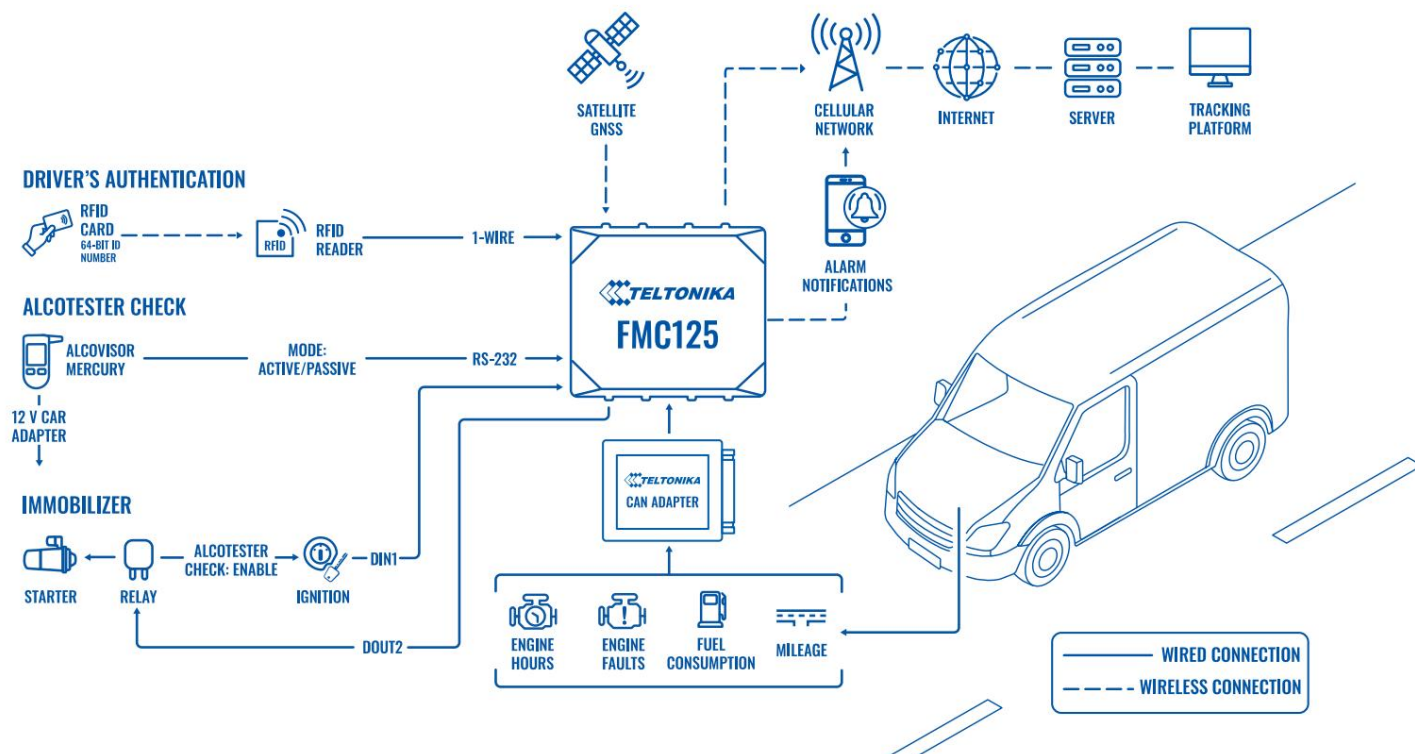 SATELLITE
GNSS
CELLULAR
NETWORK
INTERNET
SERVER
TRACKING
PLATFORM
DRIVER'S AUTHENTICATION
RFID
CARD
64-BIT ID
NUMBER
RFID
RFID
READER
1-WIRE
TELTONIKA
FMC125
ALARM
NOTIFICATIONS
ALCOTESTER CHECK
ALCOVISOR
MERCURY
MODE:
ACTIVE/PASSIVE
RS-232
12 V CAR
ADAPTER
TELTONIKA
CAN ADAPTER
IMMOBILIZER
STARTER
RELAY
ALCOTESTER
CHECK: ENABLE
IGNITION
DIN1
DOUT2
ENGINE
HOURS
ENGINE
FAULTS
FUEL
CONSUMPTION
MILEAGE
WIRED CONNECTION
WIRELESS CONNECTION